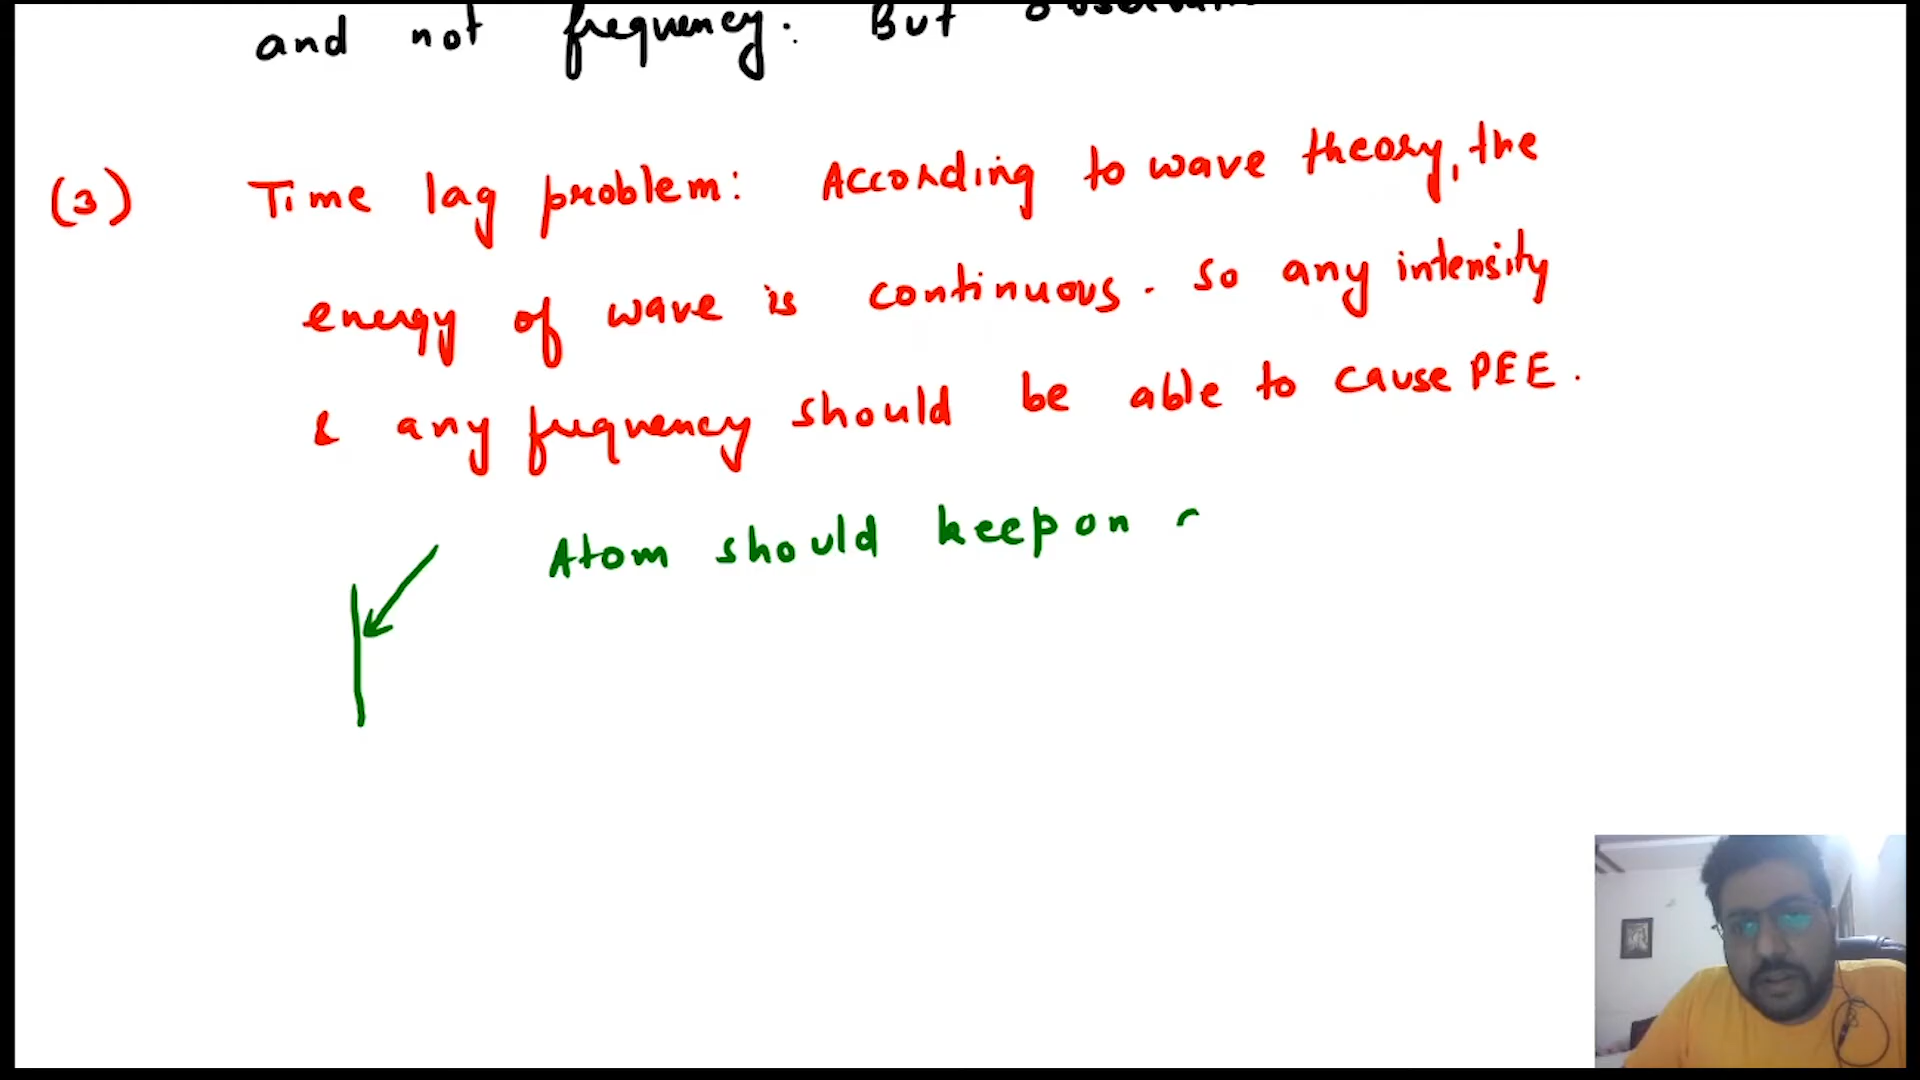 and not frequency. But
(3) Time lag problem: According to wave theory, the
energy of wave is continuous. So any intensity
& any frequency should be able to cause PEE.
Atom should keep on